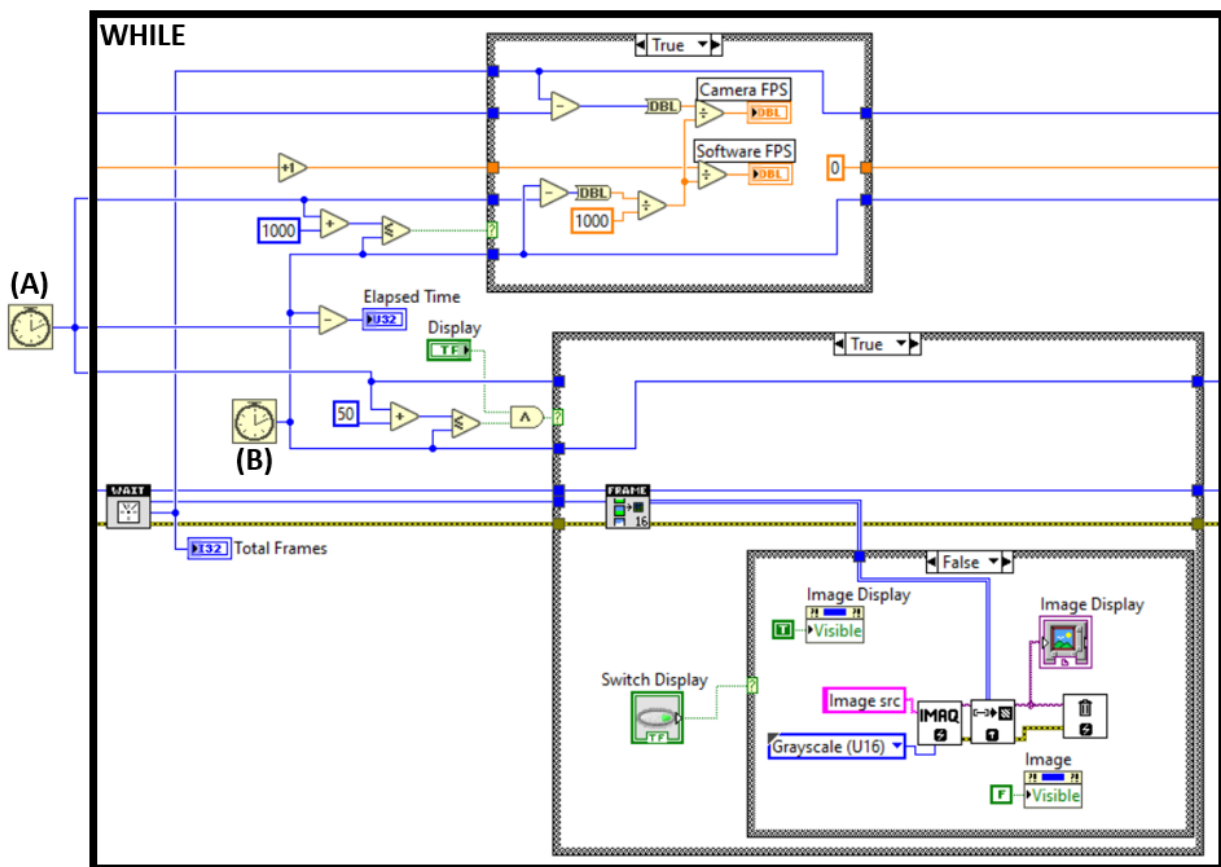 WHILE
True
Camera FPS
DBL
DBL
+1
Software FPS
DBL
0
DBL
1000
1000
(A)
Elapsed Time
U32
Display
TF
True
50
(B)
WAIT
FRAME
16
I32
Total Frames
False
Image Display
T
Visible
Image Display
Switch Display
TF
Image src
IMAQ
Grayscale (U16)
Image
F
Visible